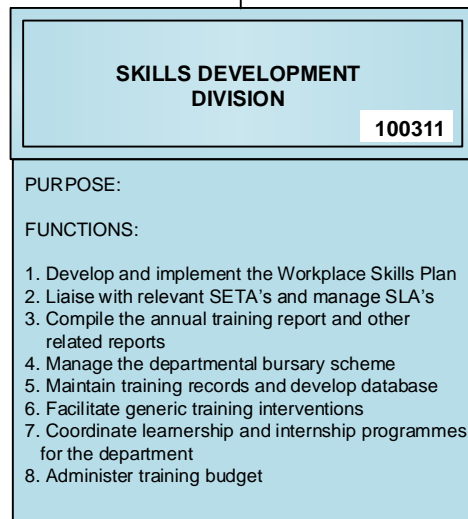 SKILLS DEVELOPMENT
DIVISION
100311
PURPOSE:
FUNCTIONS:
1. Develop and implement the Workplace Skills Plan
2. Liaise with relevant SETA's and manage SLA's
3. Compile the annual training report and other
related reports
4. Manage the departmental bursary scheme
5. Maintain training records and develop database
6. Facilitate generic training interventions
7. Coordinate learnership and internship programmes
for the department
8. Administer training budget